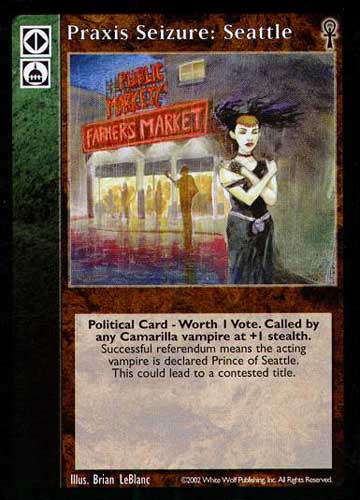 Praxis Seizure: Seattle
PUBLIC
MARKET
FARMER'S MARKET
Political Card - Worth 1 Vote. Called by
any Camarilla vampire at +1 stealth.
Successful referendum means the acting
vampire is declared Prince of Seattle.
This could lead to a contested title.
Illus. Brian LeBlanc
©2002 White Wolf Publishing, Inc. All Rights Reserved.